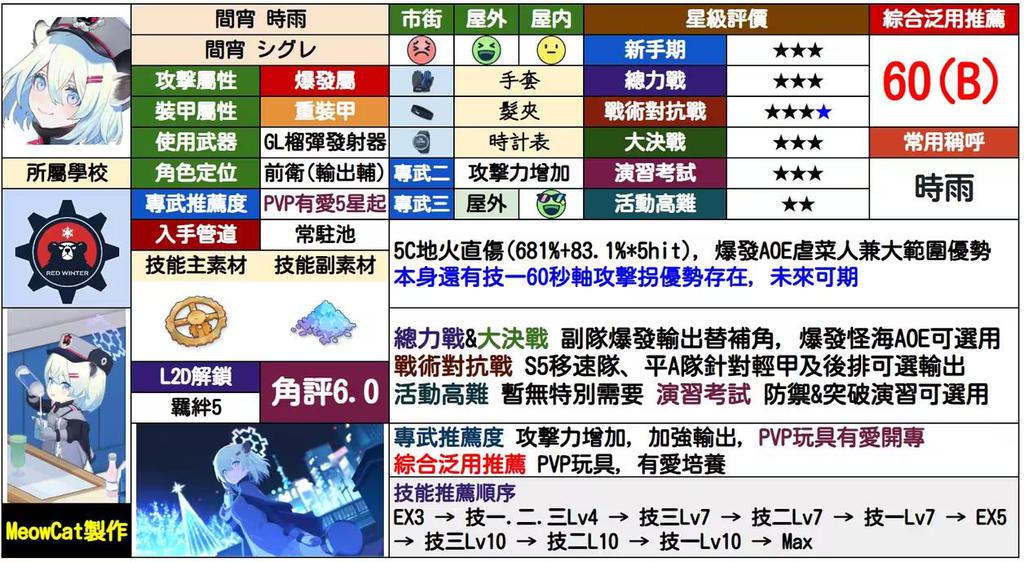 間宵 時雨
間宵 シグレ
攻擊屬性 爆發屬
裝甲屬性 重裝甲
使用武器 GL榴彈發射器
所屬學校
角色定位 前衛(輸出輔)
專武推薦度 PVP有愛5星起
入手管道 常駐池
技能主素材 技能副素材
RED WINTER
L2D解鎖
羈絆5
角評6.0
MeowCat製作
市街 屋外 屋内
手套
髮夾
時計表
專武二 攻擊力增加
專武三 屋外
星級評價
新手期 ★★★
總力戰 ★★★
戰術對抗戰 ★★★★
大決戰 ★★★
演習考試 ★★★
活動高難 ★★
綜合泛用推薦
60(B)
常用稱呼
時雨
5C地火直傷(681%+83.1%*5hit), 爆發AOE虐菜人兼大範圍優勢
本身還有技一60秒軸攻擊拐優勢存在, 未來可期
總力戰&大決戰 副隊爆發輸出替補角, 爆發怪海AOE可選用
戰術對抗戰 S5移速隊、平A隊針對輕甲及後排可選輸出
活動高難 暫無特別需要 演習考試 防禦&突破演習可選用
專武推薦度 攻擊力增加, 加強輸出, PVP玩具有愛開專
綜合泛用推薦 PVP玩具, 有愛培養
技能推薦順序
EX3 → 技一.二.三Lv4 → 技三Lv7 → 技二Lv7 → 技一Lv7 → EX5
→ 技三Lv10 → 技二L10 → 技一Lv10 → Max